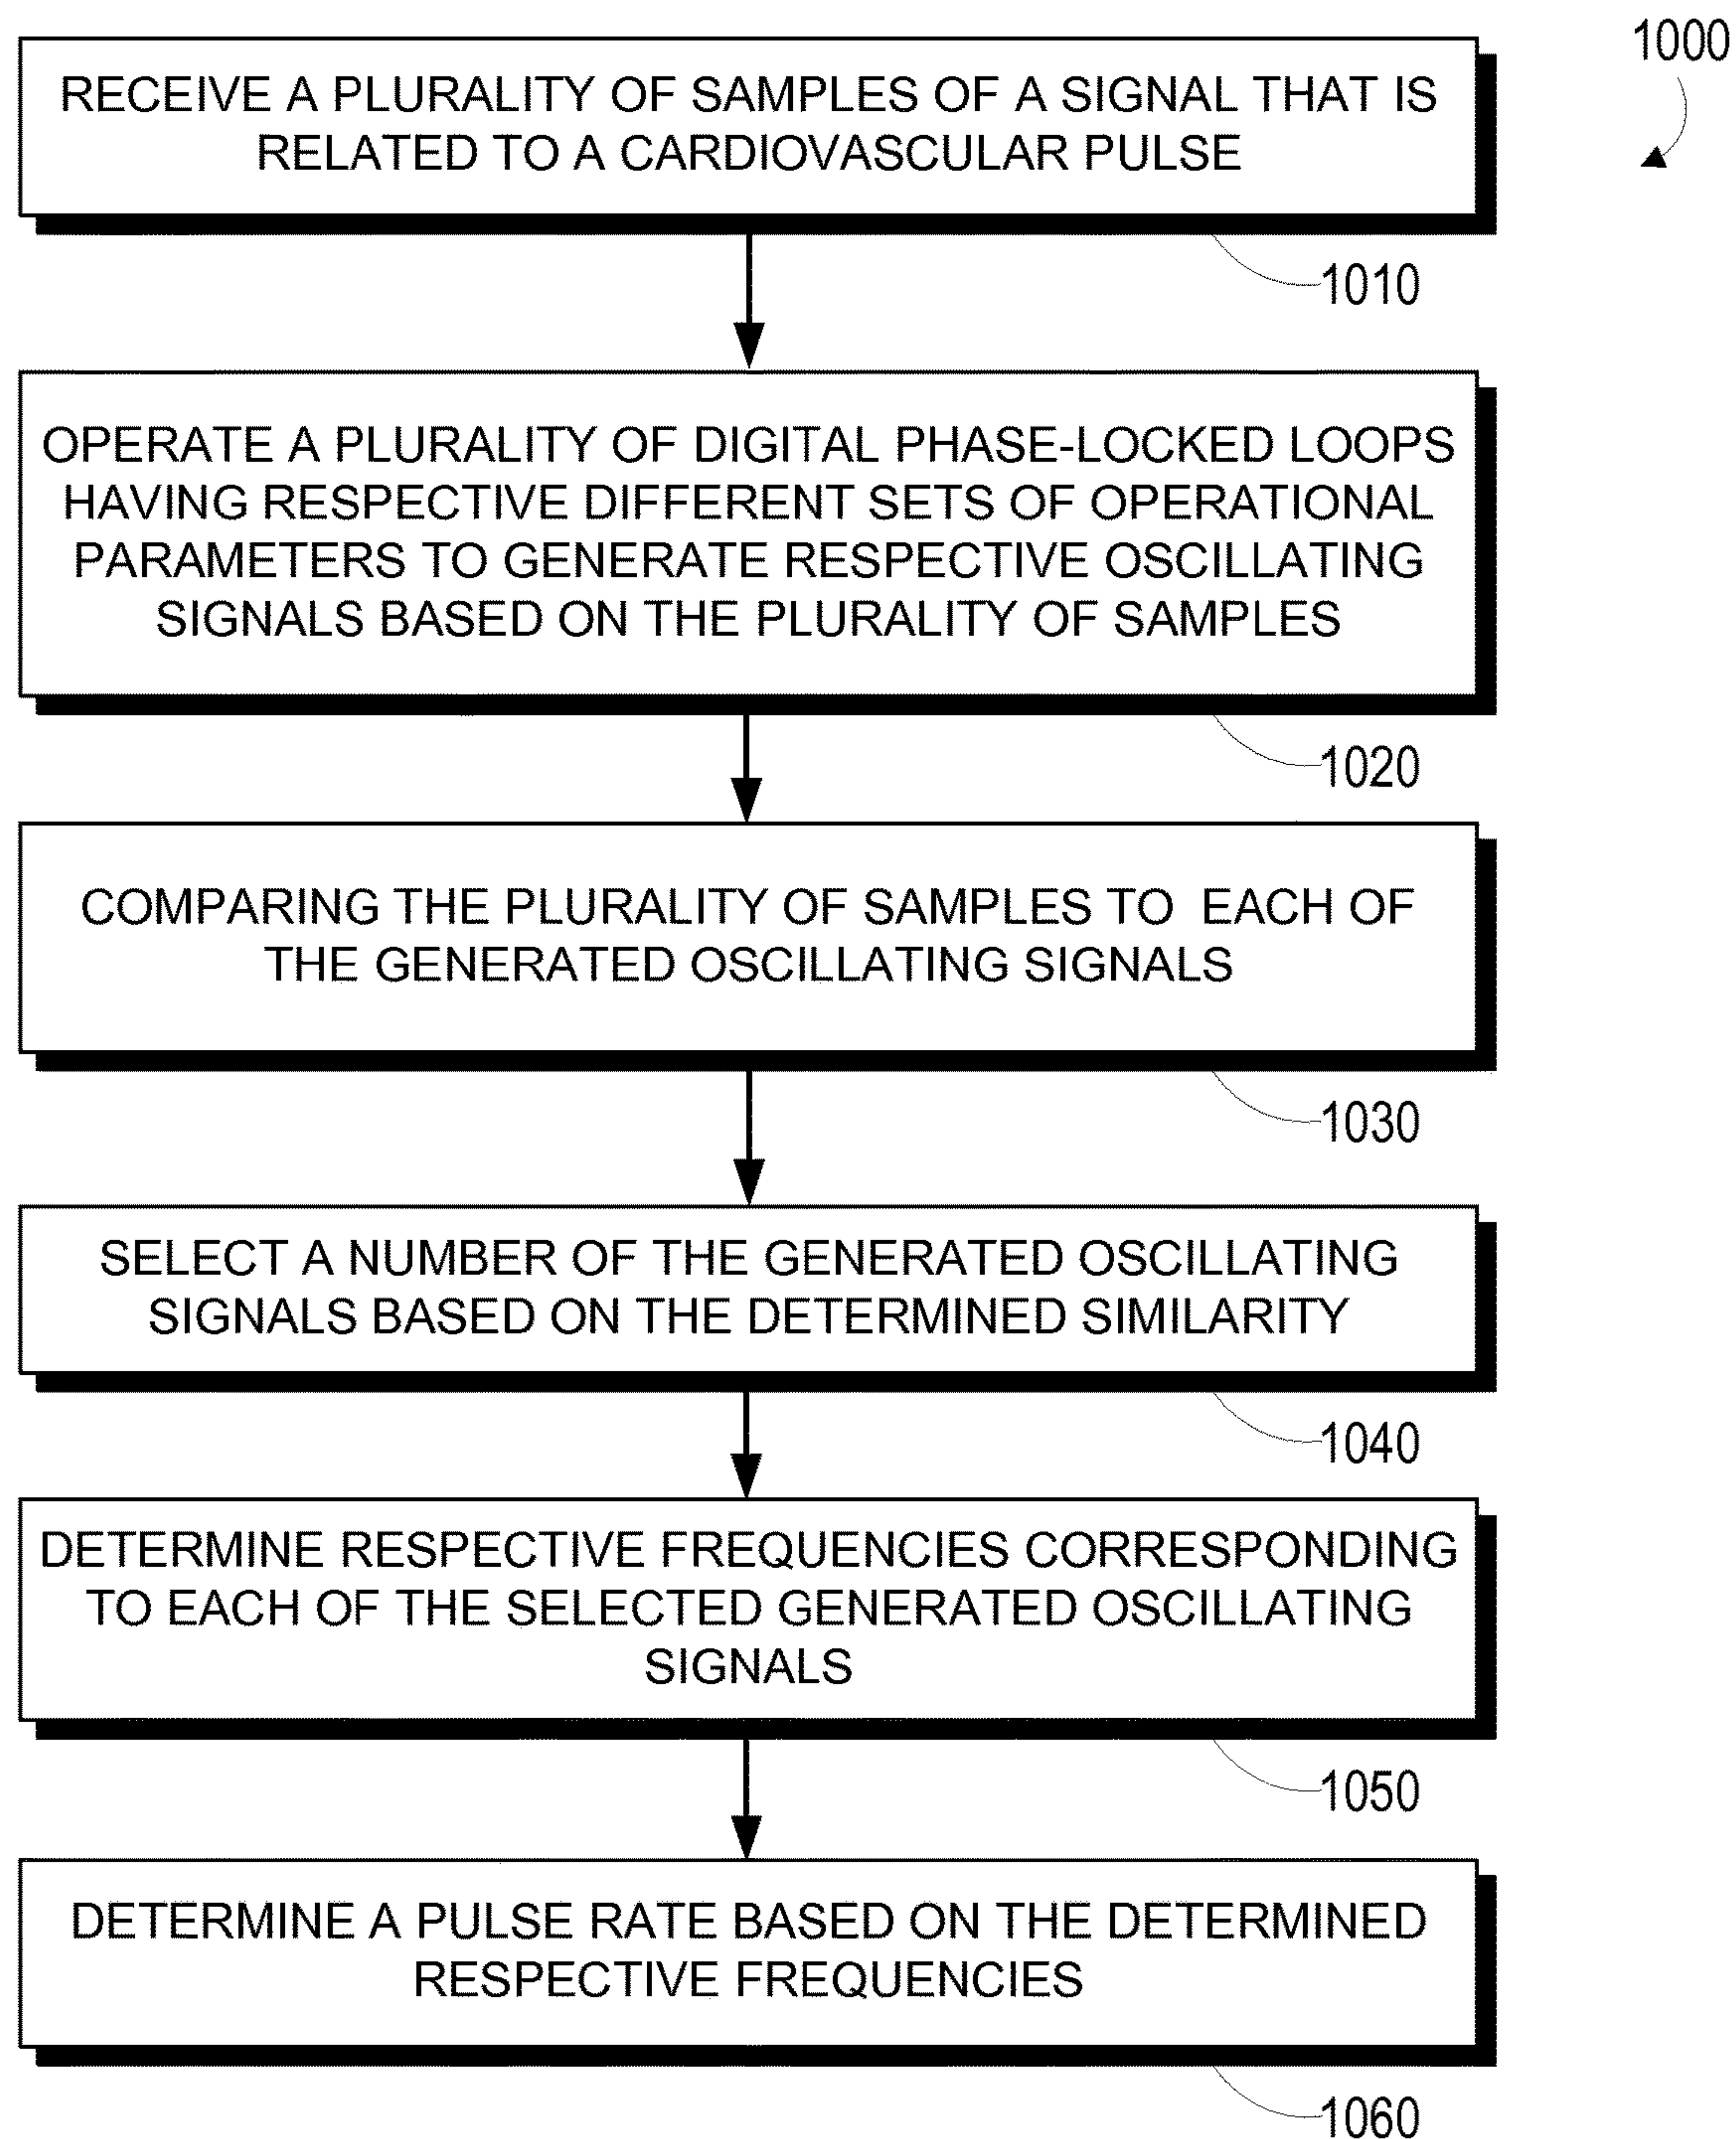 1000
RECEIVE A PLURALITY OF SAMPLES OF A SIGNAL THAT IS
RELATED TO A CARDIOVASCULAR PULSE
1010
OPERATE A PLURALITY OF DIGITAL PHASE-LOCKED LOOPS
HAVING RESPECTIVE DIFFERENT SETS OF OPERATIONAL
PARAMETERS TO GENERATE RESPECTIVE OSCILLATING
SIGNALS BASED ON THE PLURALITY OF SAMPLES
1020
COMPARING THE PLURALITY OF SAMPLES TO EACH OF
THE GENERATED OSCILLATING SIGNALS
1030
SELECT A NUMBER OF THE GENERATED OSCILLATING
SIGNALS BASED ON THE DETERMINED SIMILARITY
1040
DETERMINE RESPECTIVE FREQUENCIES CORRESPONDING
TO EACH OF THE SELECTED GENERATED OSCILLATING
SIGNALS
1050
DETERMINE A PULSE RATE BASED ON THE DETERMINED
RESPECTIVE FREQUENCIES
1060